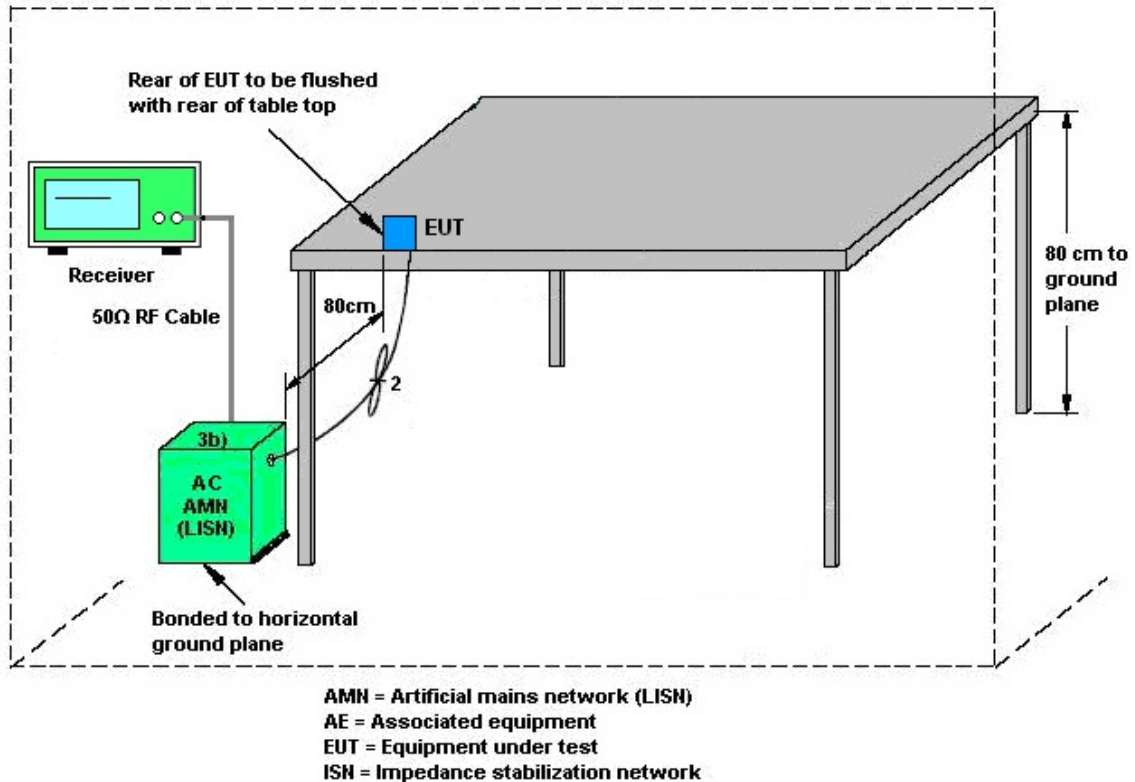 Rear of EUT to be flushed
with rear of table top
EUT
Receiver
50Ω RF Cable
80cm
80 cm to
ground
plane
2
3b)
AC
AMN
(LISN)
Bonded to horizontal
ground plane
AMN = Artificial mains network (LISN)
AE = Associated equipment
EUT = Equipment under test
ISN = Impedance stabilization network